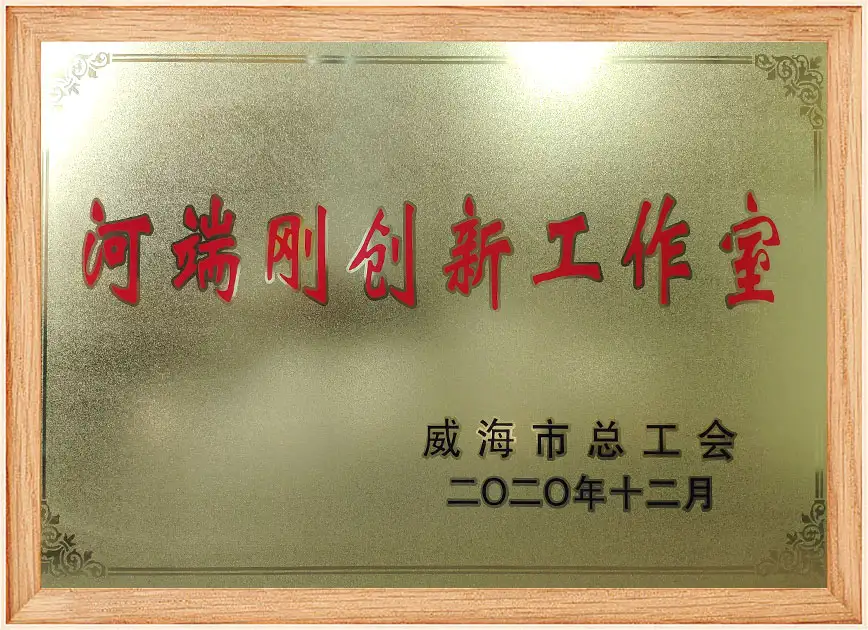 河端刚创新工作室
威海市总工会
二〇二〇年十二月